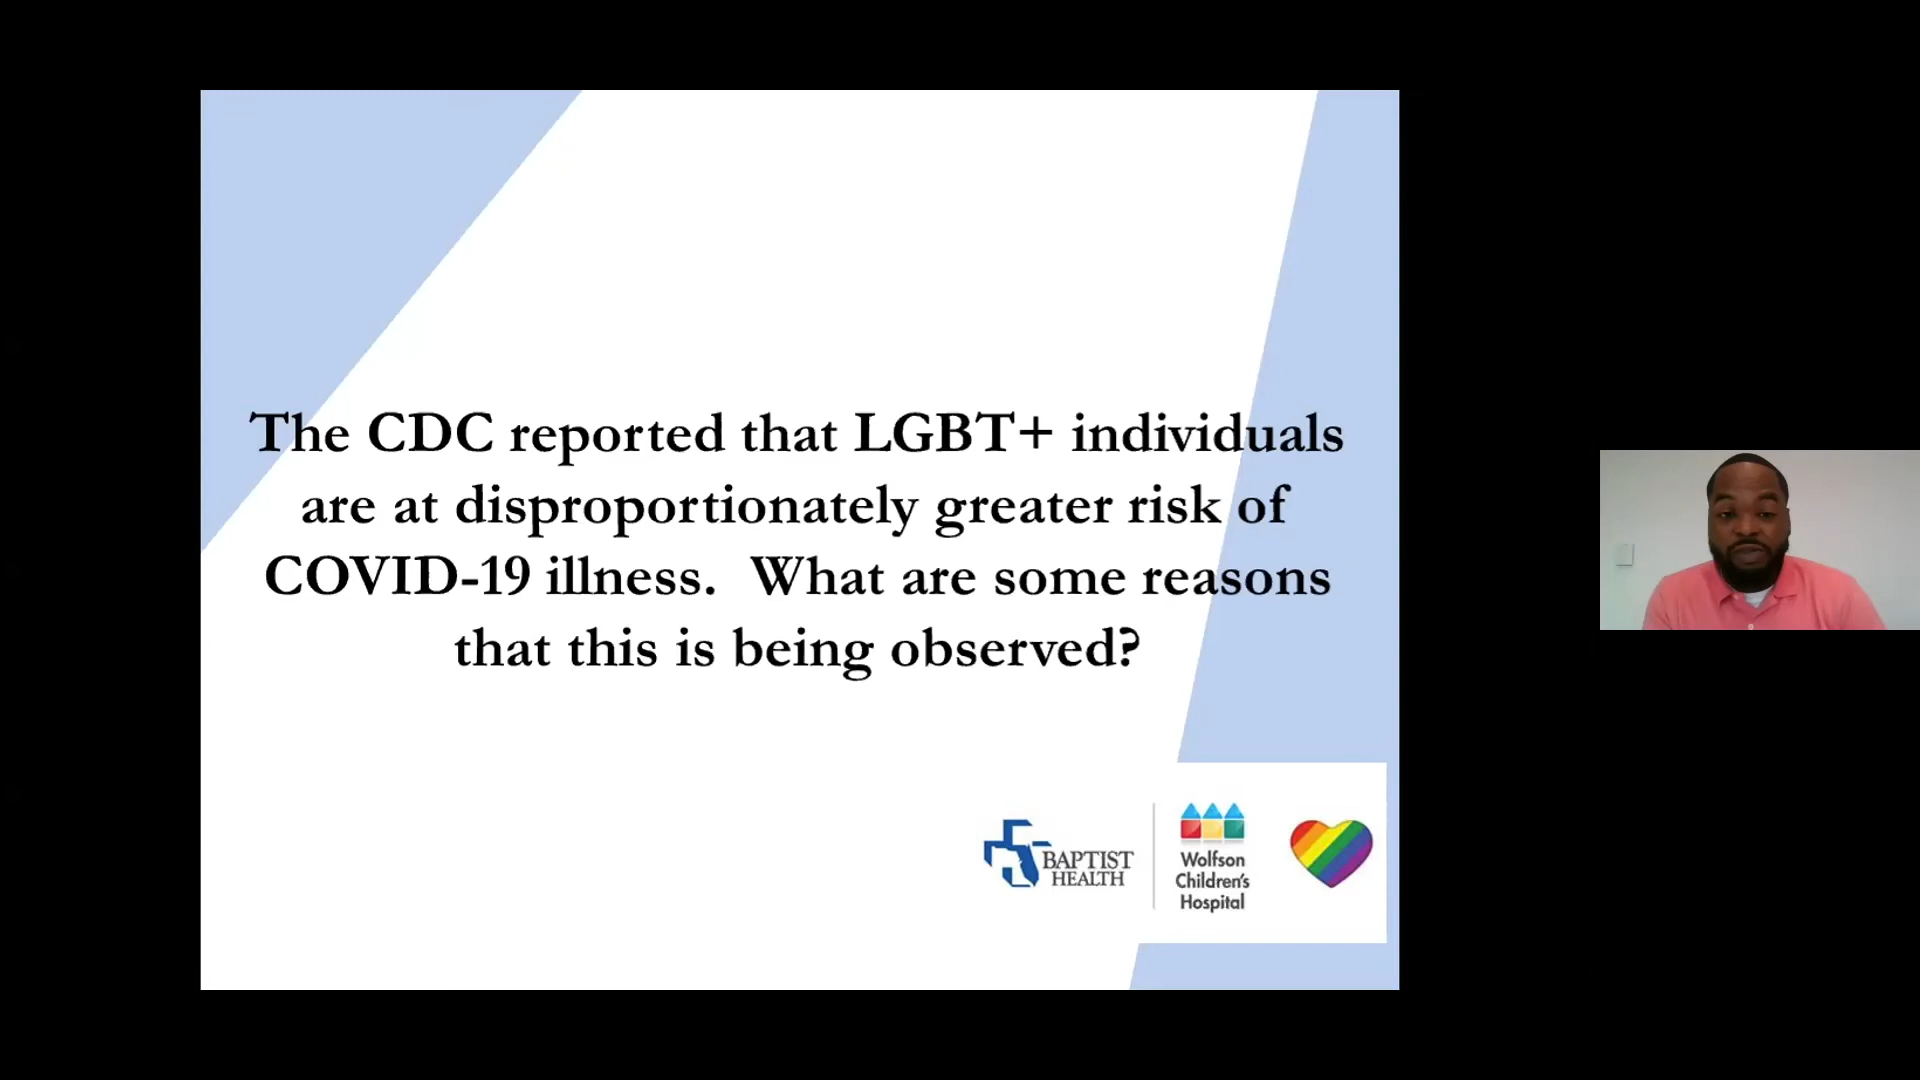 The CDC reported that LGBT+ individuals
are at disproportionately greater risk of
COVID-19 illness.  What are some reasons
that this is being observed?
BAPTIST
HEALTH
Wolfson
Children's
Hospital